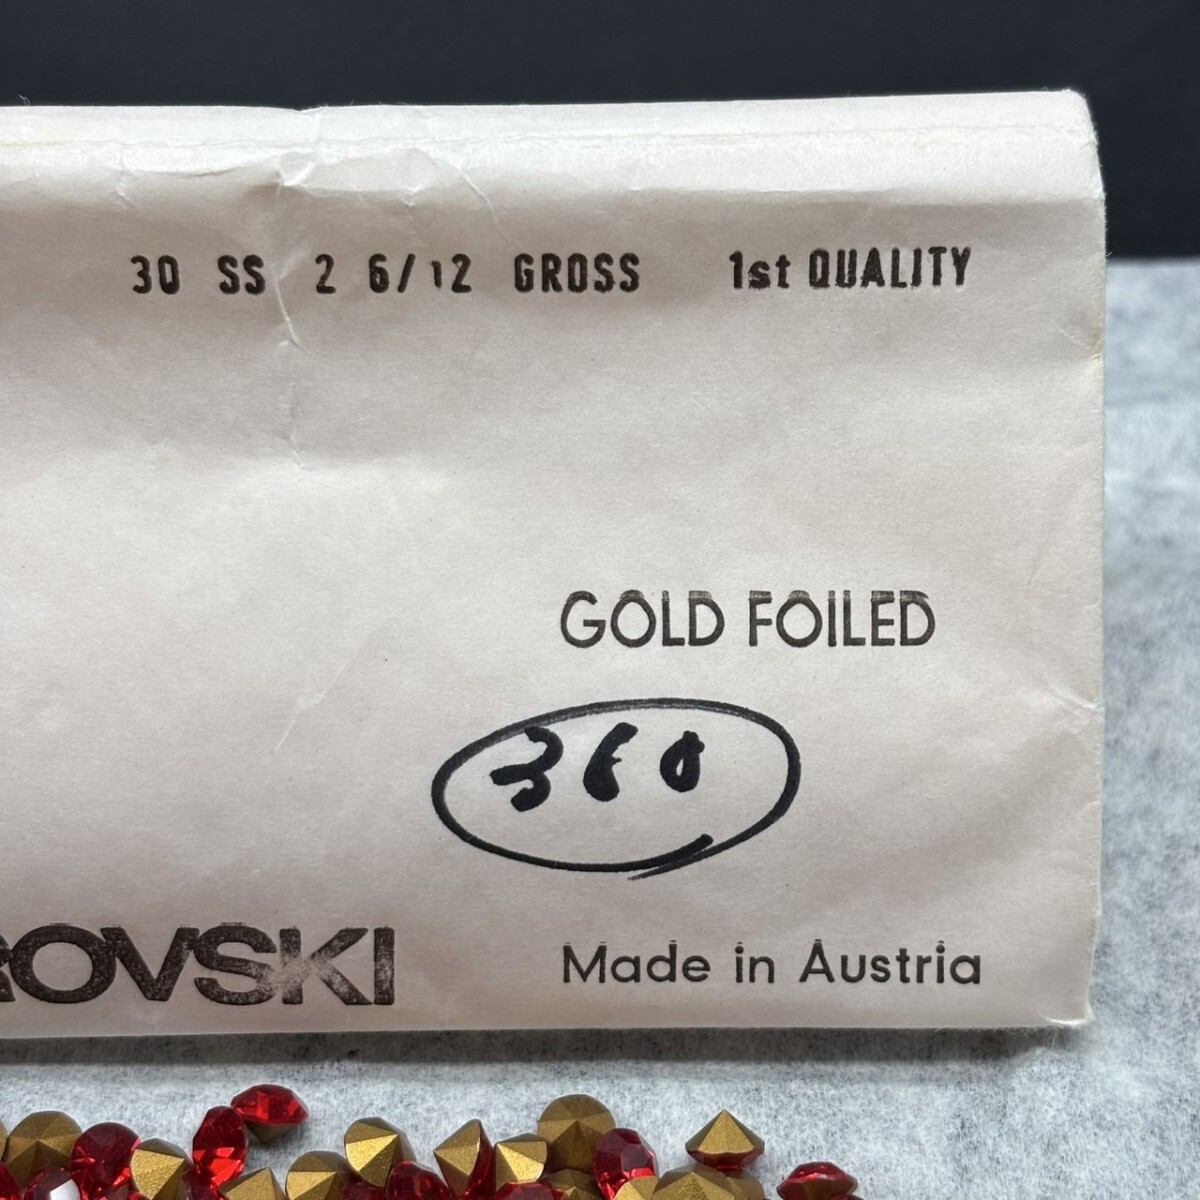 30 SS 2 6/12 GROSS 1st QUALITY
GOLD FOILED
360
ROVSKI
Made in Austria